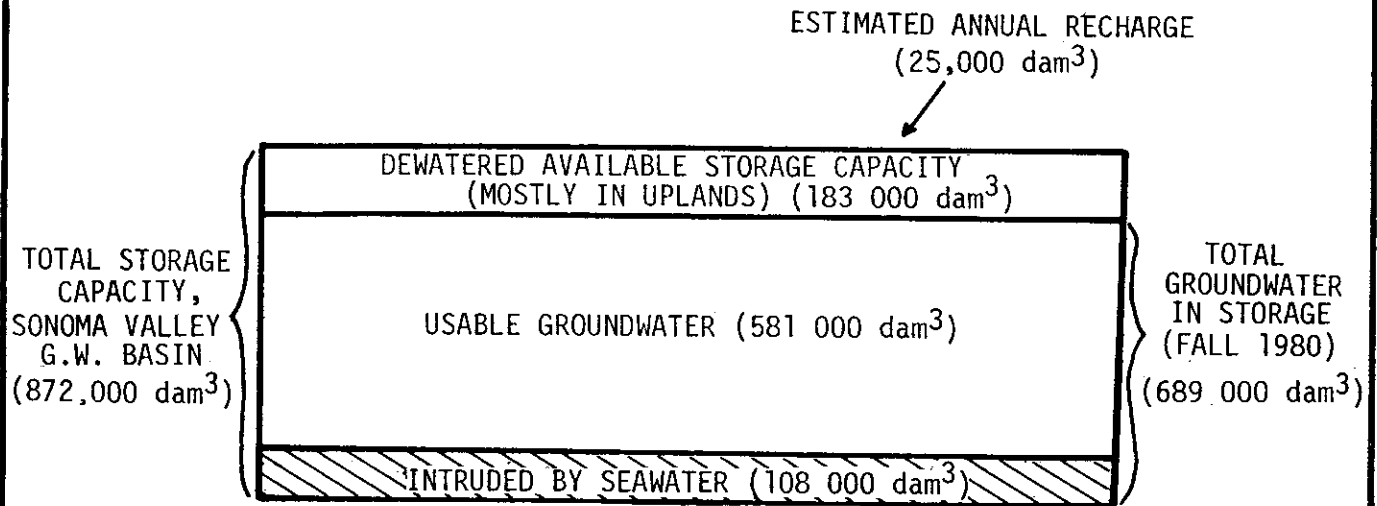 ESTIMATED ANNUAL RECHARGE
(25,000 dam³)
DEWATERED AVAILABLE STORAGE CAPACITY
(MOSTLY IN UPLANDS) (183 000 dam³)
TOTAL STORAGE
CAPACITY,
SONOMA VALLEY
G.W. BASIN
(872,000 dam³)
USABLE GROUNDWATER (581 000 dam³)
TOTAL
GROUNDWATER
IN STORAGE
(FALL 1980)
(689 000 dam³)
INTRUDED BY SEAWATER (108 000 dam³)